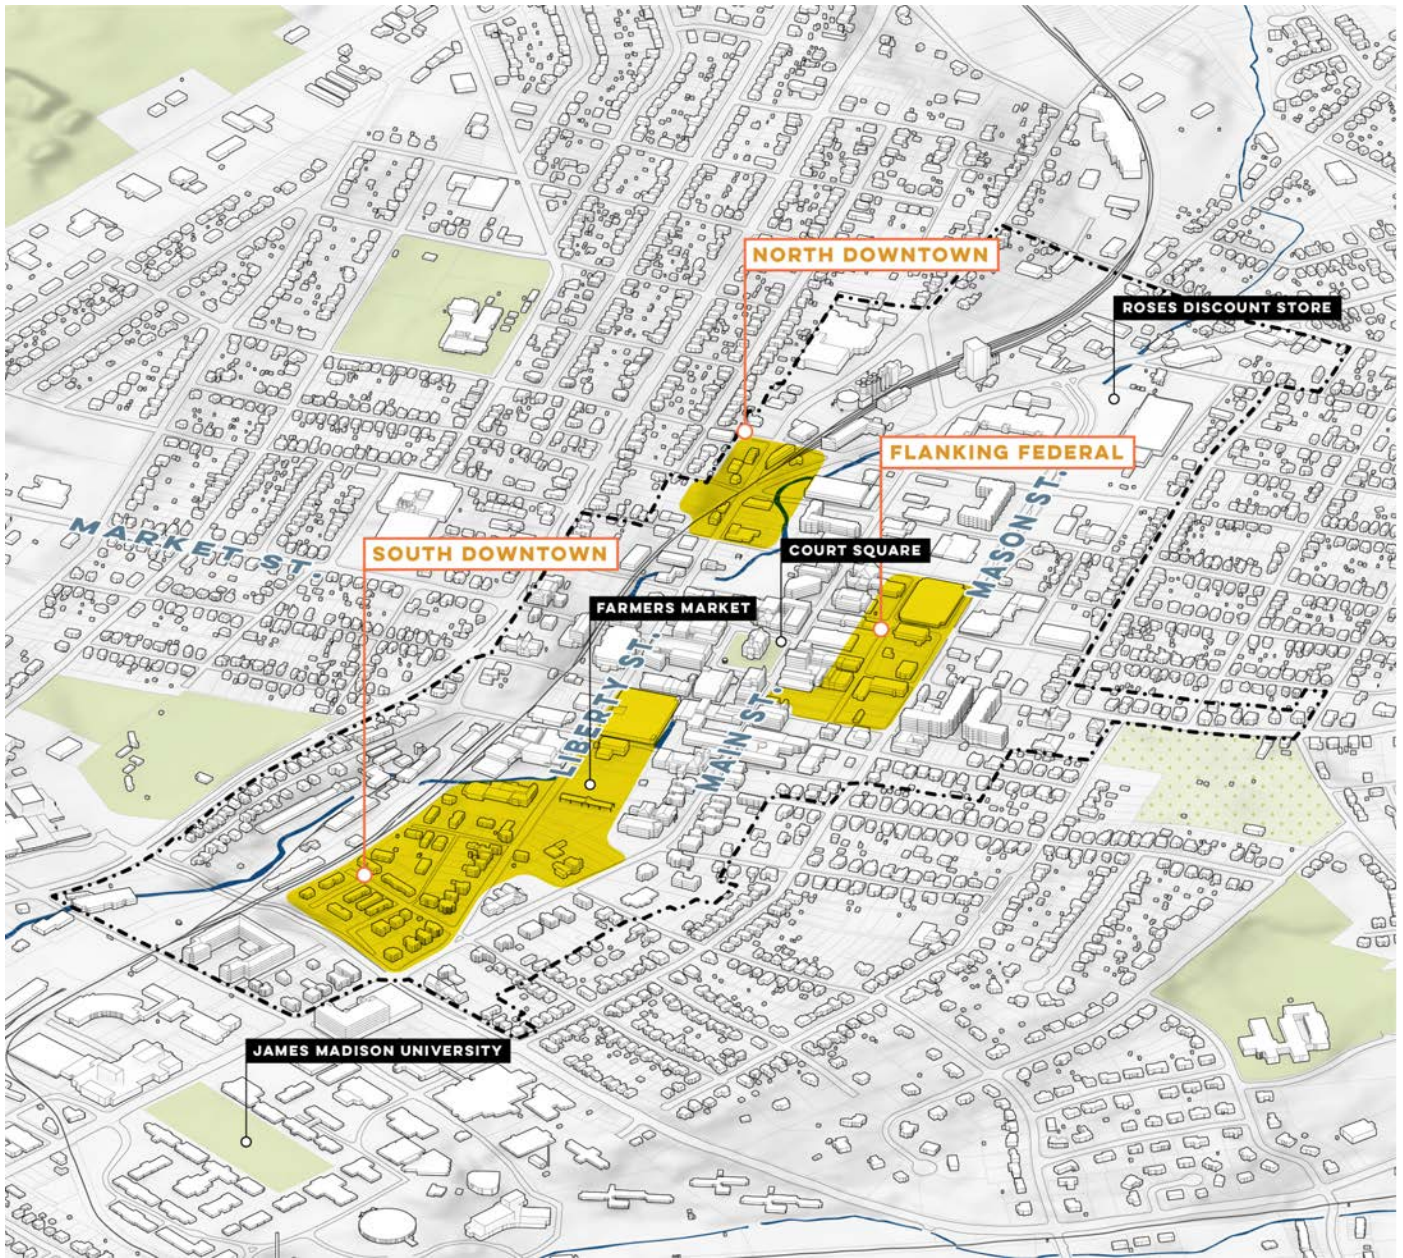 NORTH DOWNTOWN
ROSES DISCOUNT STORE
FLANKING FEDERAL
MARKET ST.
SOUTH DOWNTOWN
COURT SQUARE
MASON ST.
FARMERS MARKET
LIBERTY ST.
MAIN ST.
JAMES MADISON UNIVERSITY